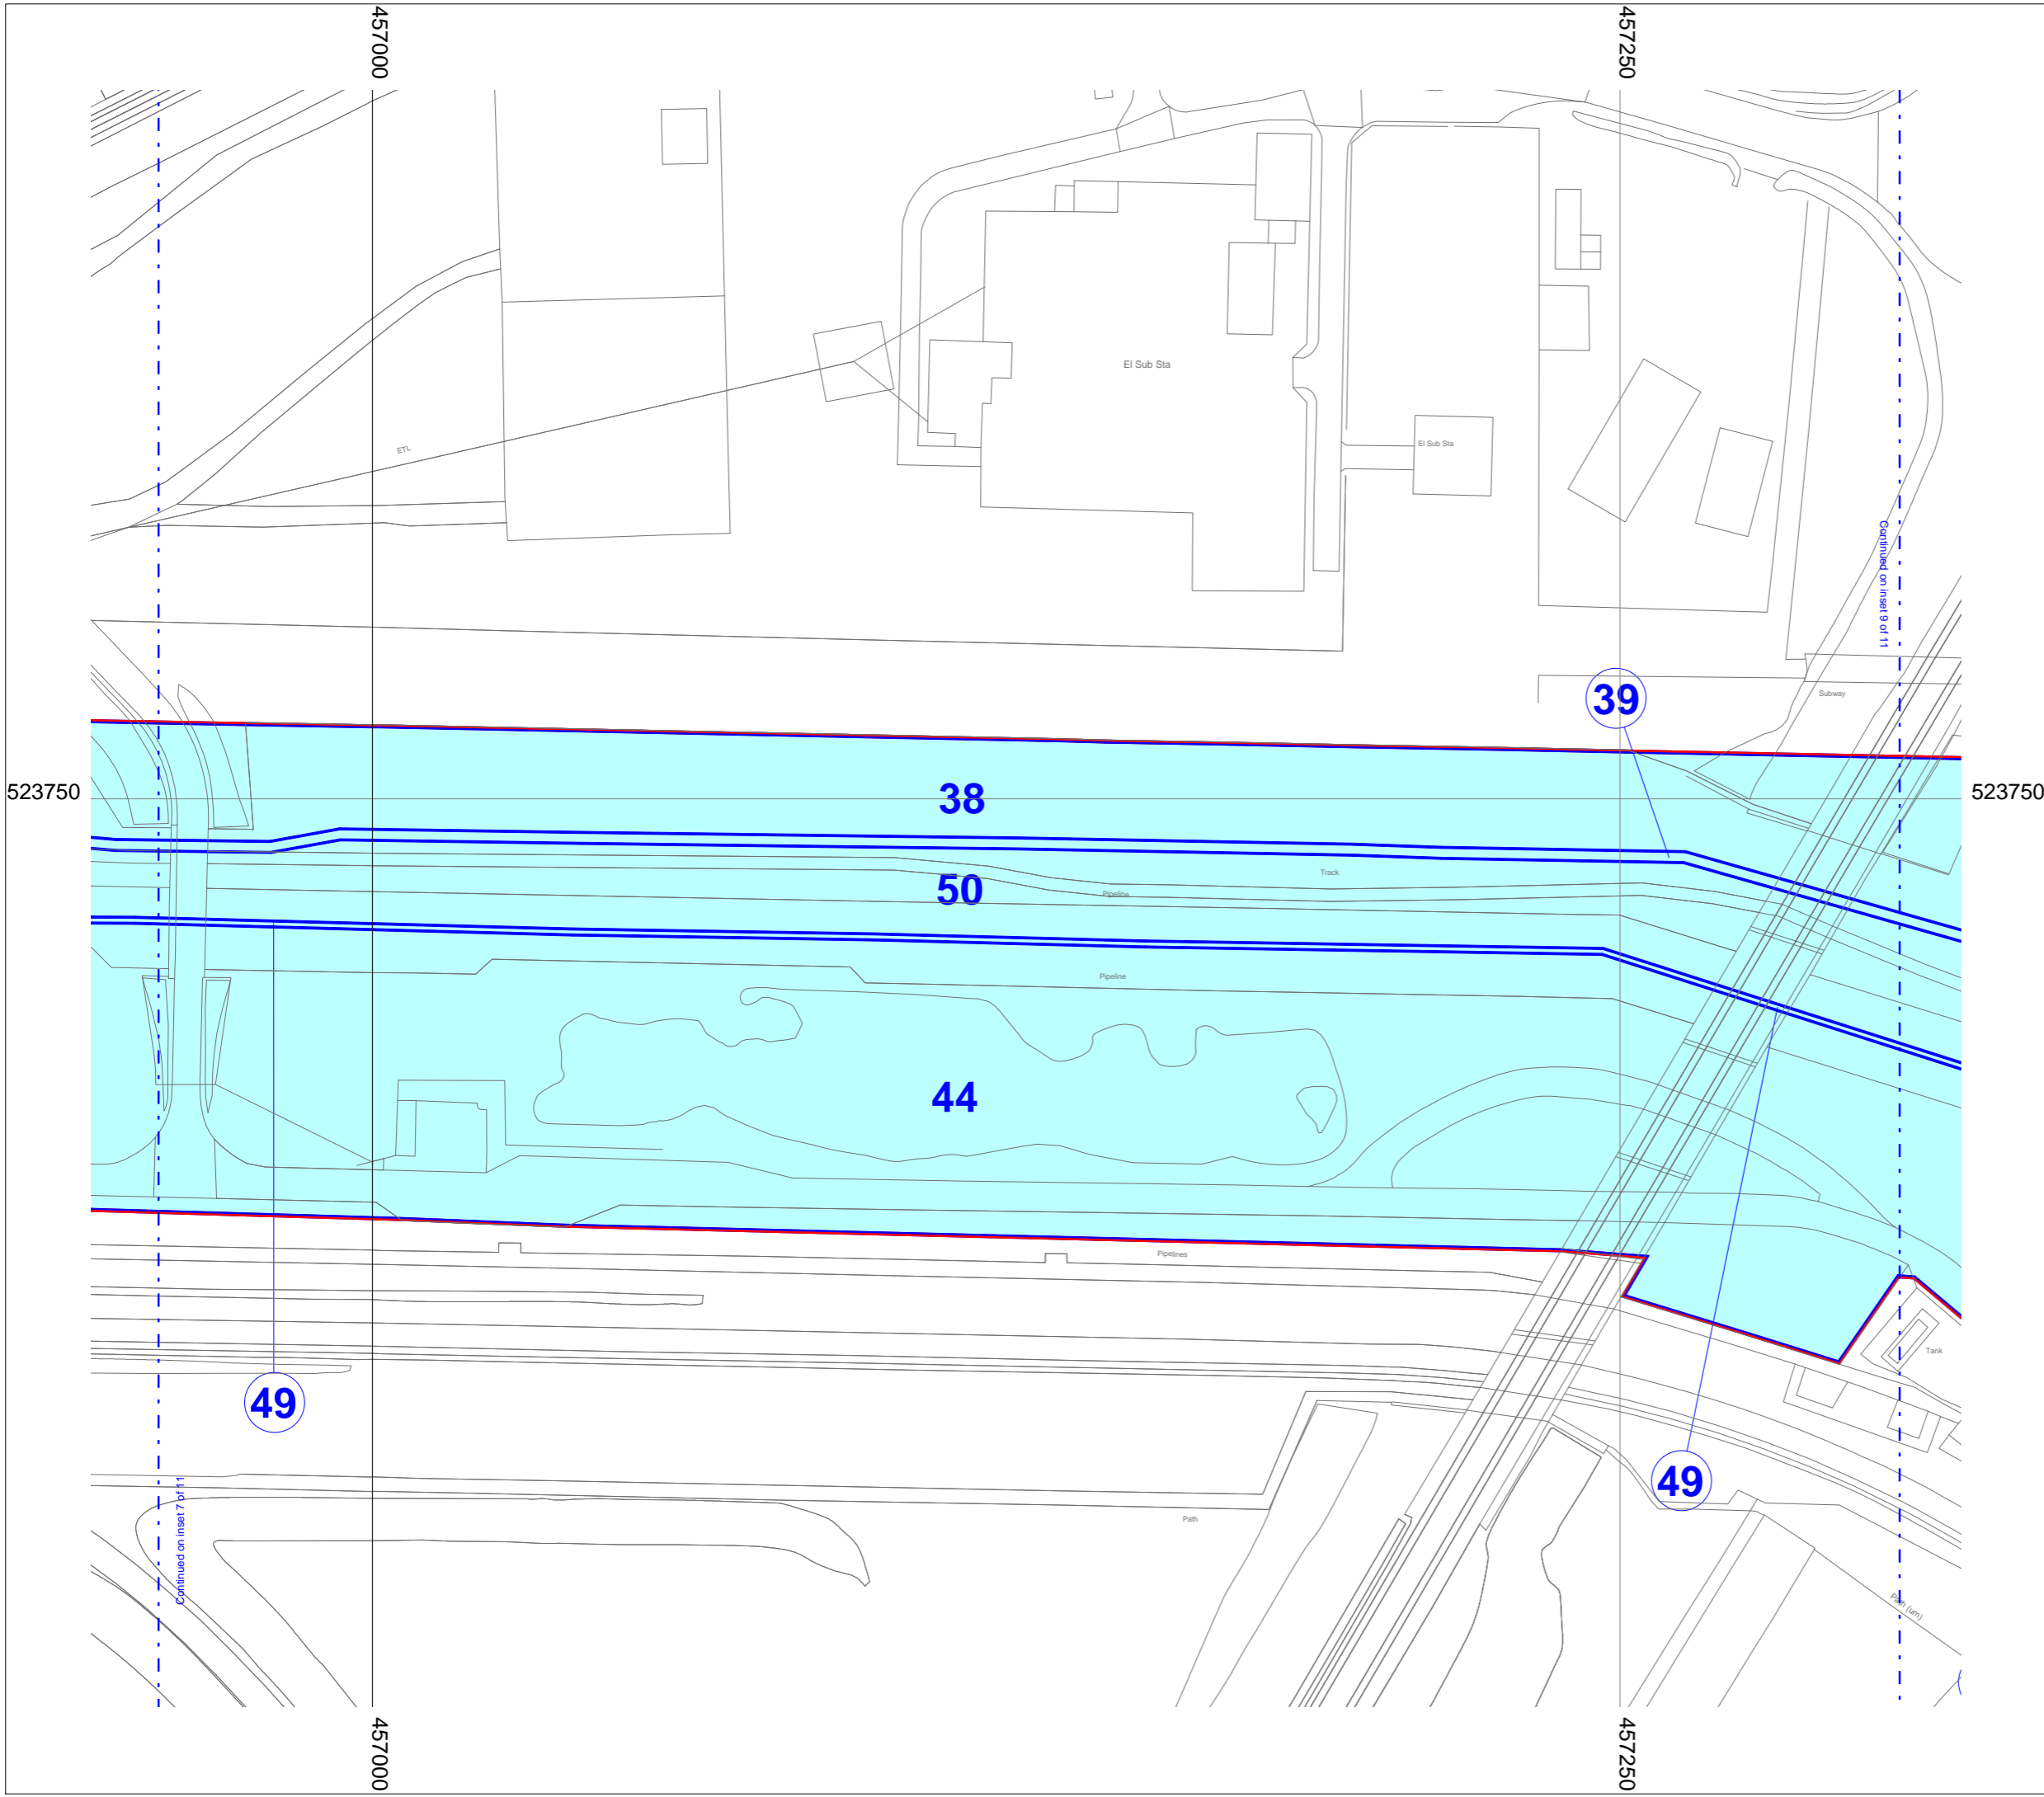 457000
457250
El Sub Sta
El Sub Sta
ETL
Continued on inset 9 of 11
39
Subway
523750
38
523750
Track
50
Pipeline
Pipeline
44
Pipelines
Tank
49
49
Continued on inset 7 of 11
Path
Path (um)
457000
457250